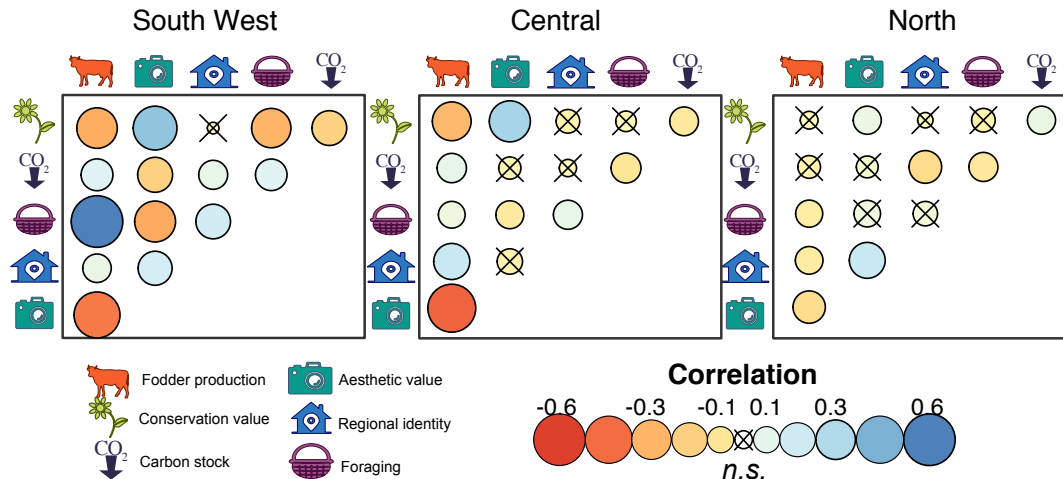 South West Central North
CO2 CO2 CO2
CO2 CO2 CO2
Fodder production
Aesthetic value
Conservation value
Regional identity
CO2
Carbon stock
Foraging
Correlation
-0.6 -0.3 -0.1 0.1 0.3 0.6
n.s.